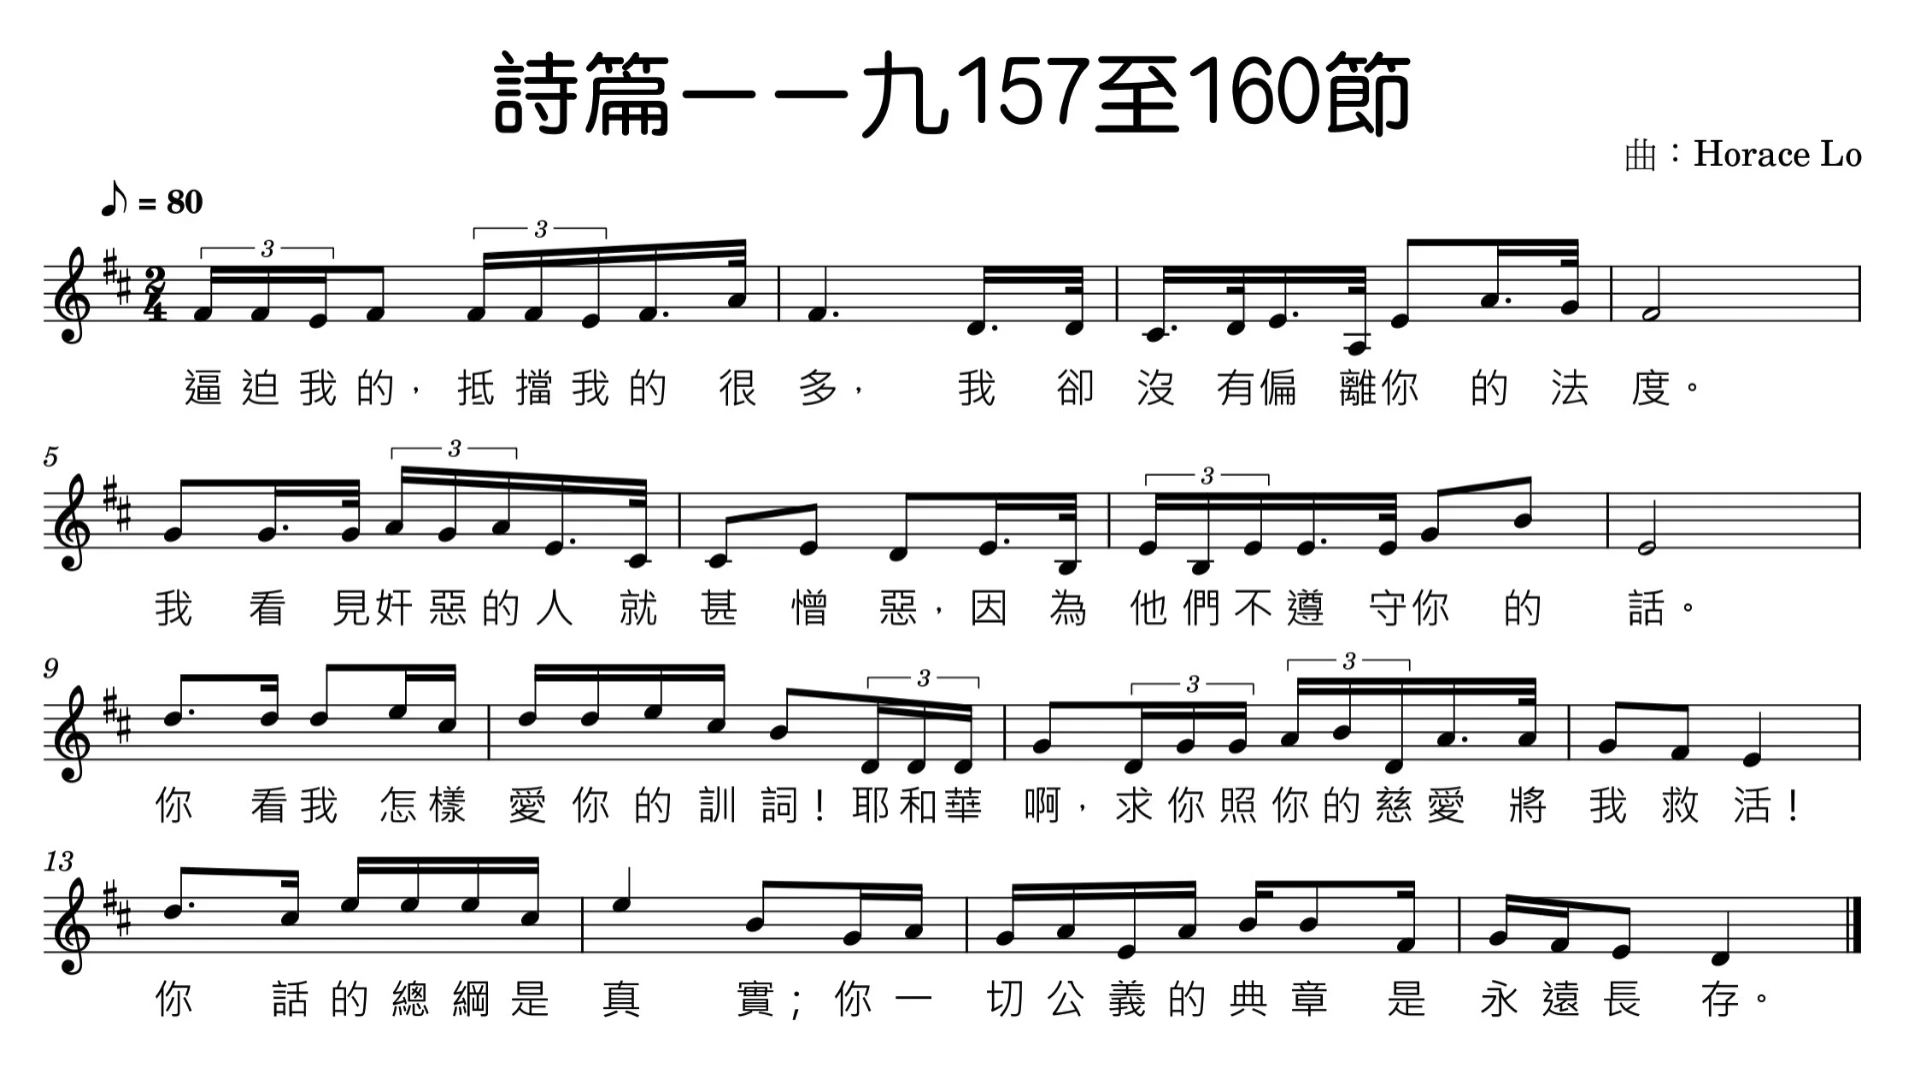 詩篇一一九157至160節
曲：Horace Lo
♪ = 80
3 3
2/4
逼迫我的，抵擋我的很多，我卻沒有偏離你的法度。
5
3 3 3
我看見奸惡的人就甚憎惡，因為他們不遵守你的話。
9
3 3 3
你看我怎樣愛你的訓詞！耶和華啊，求你照你的慈愛將我救活！
13
你話的總綱是真實；你一切公義的典章是永遠長存。